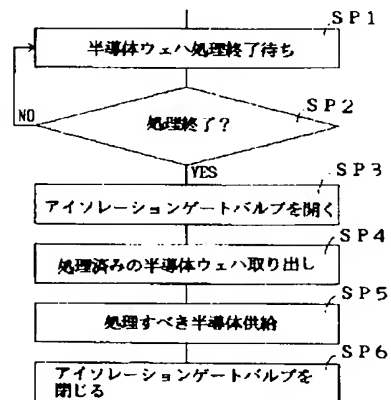 SP1
半導体ウェハ処理終了待ち
SP2
NO
処理終了?
YES
SP3
アイソレーションゲートバルブを開く
SP4
処理済みの半導体ウェハ取り出し
SP5
処理すべき半導体供給
SP6
アイソレーションゲートバルブを
閉じる